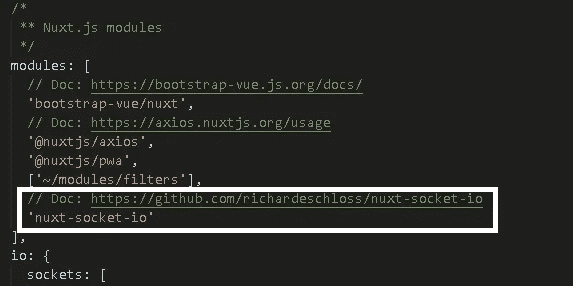 /*
** Nuxt.js modules
*/
modules: [
// Doc: https://bootstrap-vue.js.org/docs/
'bootstrap-vue/nuxt',
// Doc: https://axios.nuxtjs.org/usage
'@nuxtjs/axios',
'@nuxtjs/pwa',
['~/modules/filters'],
// Doc: https://github.com/richardeschloss/nuxt-socket-io
'nuxt-socket-io'
],
io: {
sockets: [